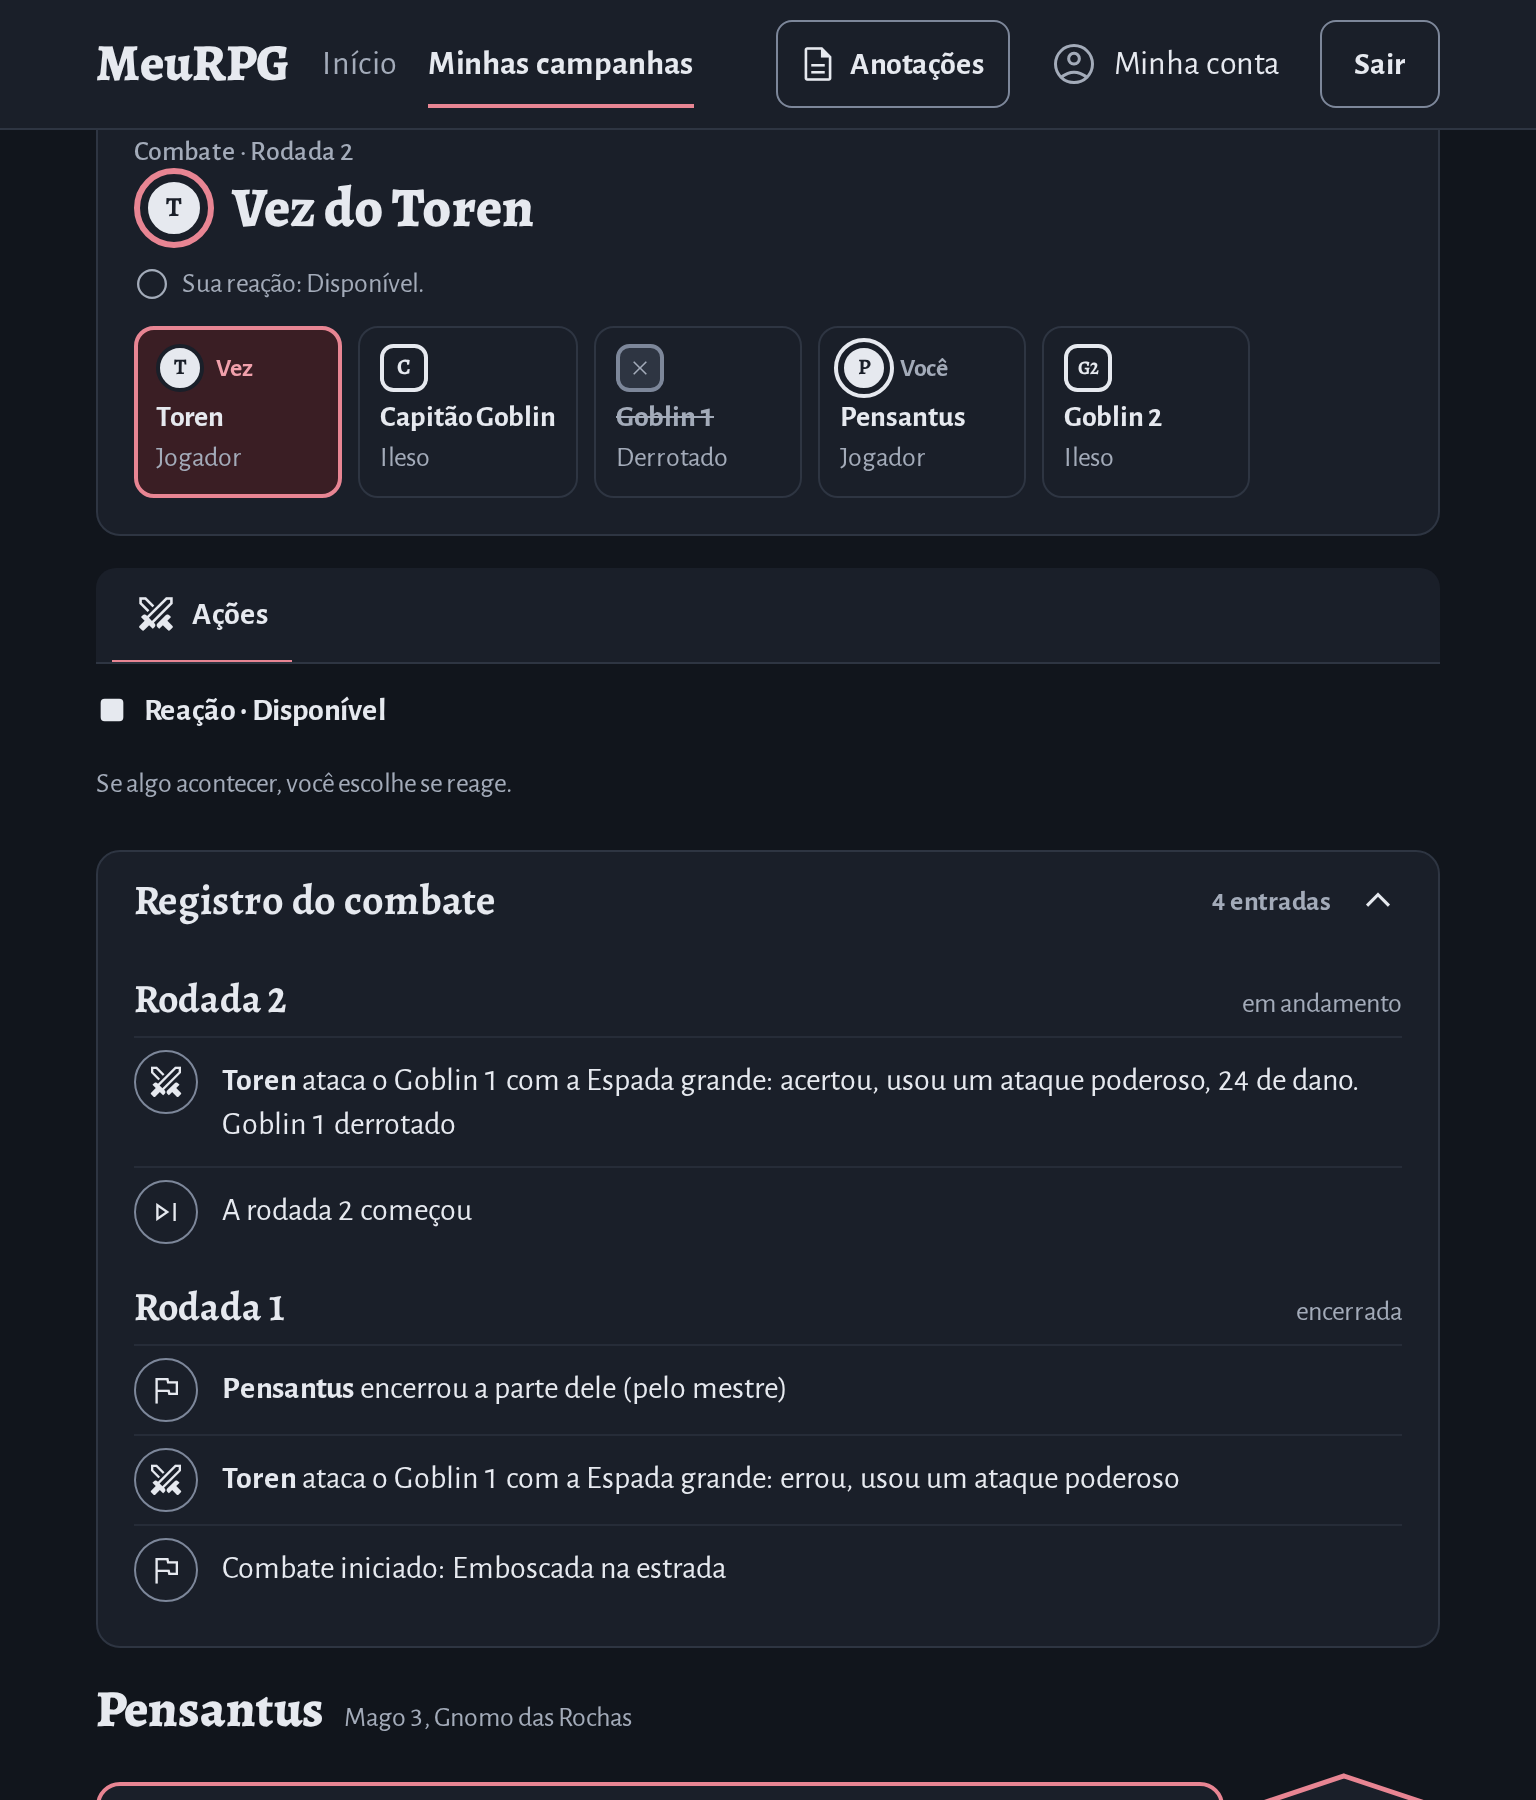 MeuRPG Início Minhas campanhas Anotações Minha conta Sair
Combate · Rodada 2
T Vez do Toren
Sua reação: Disponível.
T Vez
Toren
Jogador
C
Capitão Goblin
Ileso
Goblin 1
Derrotado
P Você
Pensantus
Jogador
G2
Goblin 2
Ileso
Ações
Reação · Disponível
Se algo acontecer, você escolhe se reage.
Registro do combate 4 entradas
Rodada 2 em andamento
Toren ataca o Goblin 1 com a Espada grande: acertou, usou um ataque poderoso, 24 de dano.
Goblin 1 derrotado
A rodada 2 começou
Rodada 1 encerrada
Pensantus encerrou a parte dele (pelo mestre)
Toren ataca o Goblin 1 com a Espada grande: errou, usou um ataque poderoso
Combate iniciado: Emboscada na estrada
Pensantus Mago 3, Gnomo das Rochas